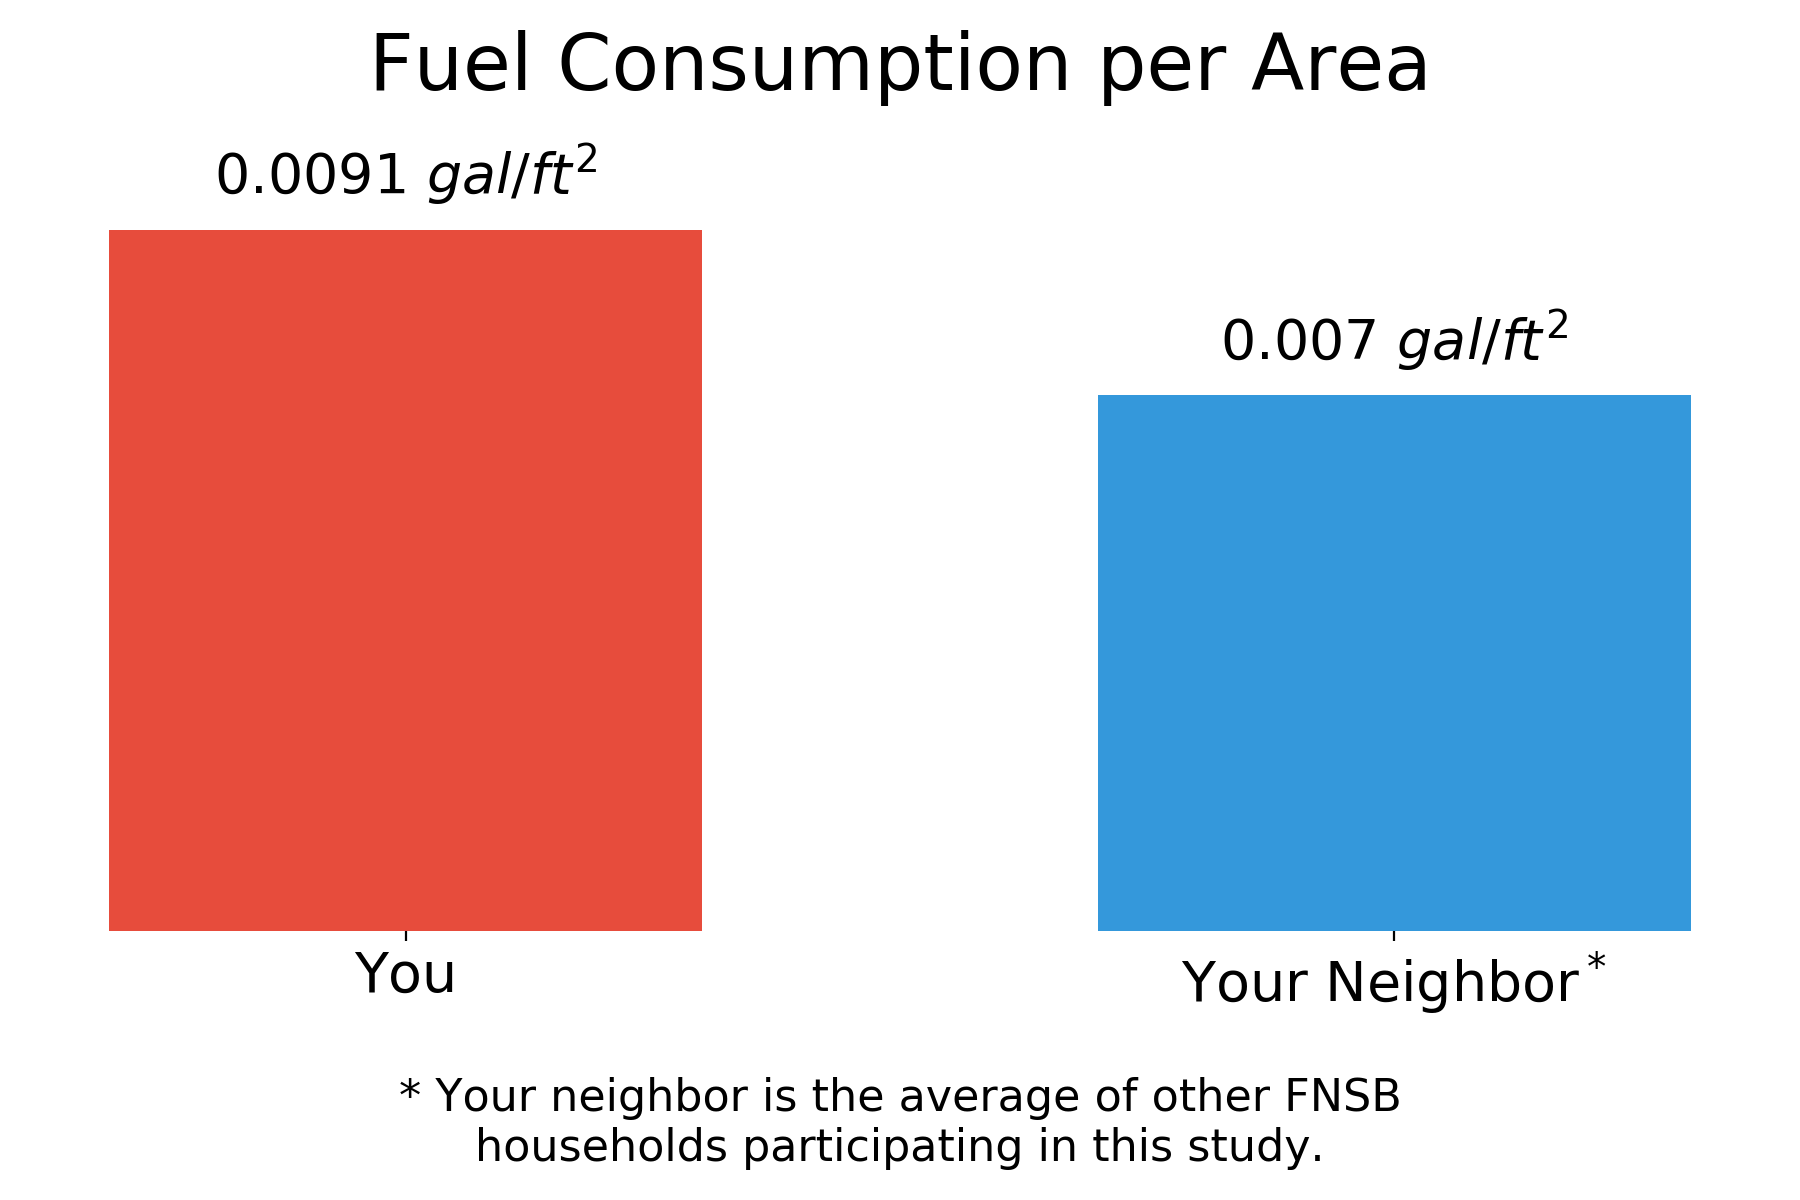 Fuel Consumption per Area
0.0091 gal/ft²
0.007 gal/ft²
You
Your Neighbor*
* Your neighbor is the average of other FNSB
households participating in this study.